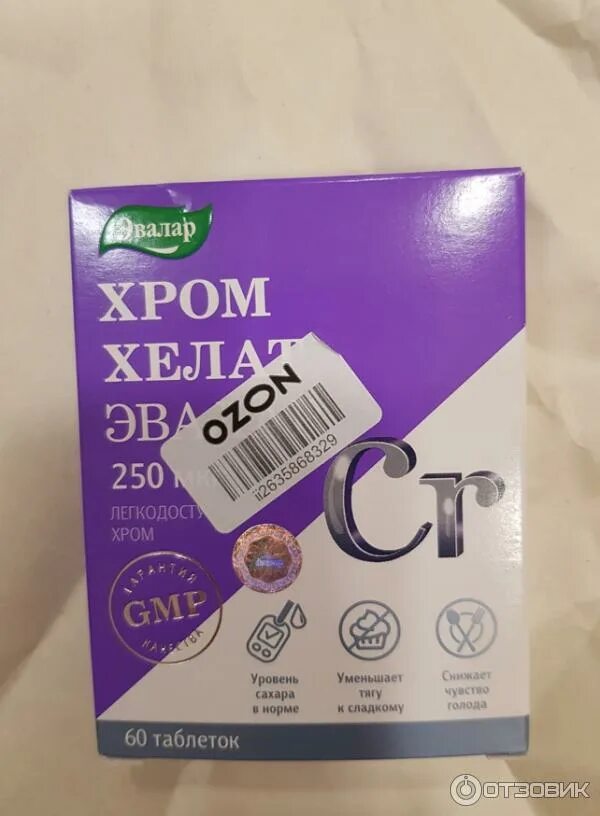 Эвалар
ХРОМ
ХЕЛАТ
ЭВА
250 мк
ЛЕГКОДОСТУ
ХРОМ
OZON
ii2635868329
Cr
ГАРАНТИЯ
GMP
КАЧЕСТВА
Уровень
сахара
в норме
Уменьшает
тягу
к сладкому
Снижает
чувство
голода
60 таблеток
ОТЗОВИК